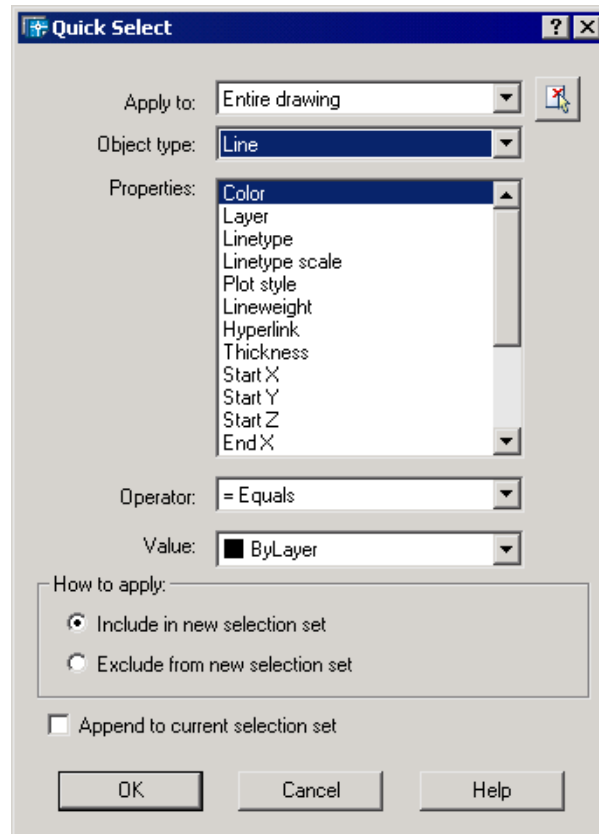 Quick Select
Apply to: Entire drawing
Object type: Line
Properties: Color
Layer
Linetype
Linetype scale
Plot style
Lineweight
Hyperlink
Thickness
Start X
Start Y
Start Z
End X
Operator: = Equals
Value: ByLayer
How to apply:
Include in new selection set
Exclude from new selection set
Append to current selection set
OK Cancel Help